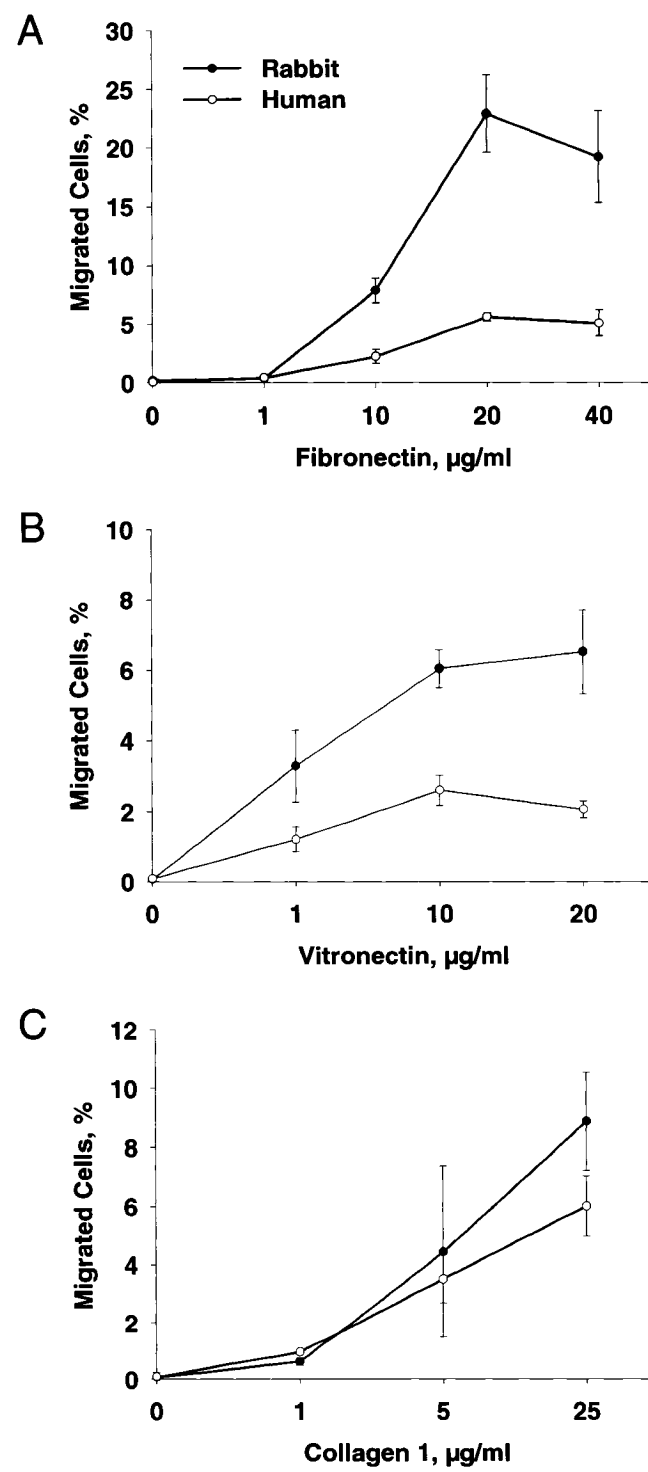 A
30
25
20
15
10
5
0
Migrated Cells, %
Rabbit
Human
0 1 10 20 40
Fibronectin, µg/ml
B
10
8
6
4
2
0
Migrated Cells, %
0 1 10 20
Vitronectin, µg/ml
C
12
10
8
6
4
2
0
Migrated Cells, %
0 1 5 25
Collagen 1, µg/ml